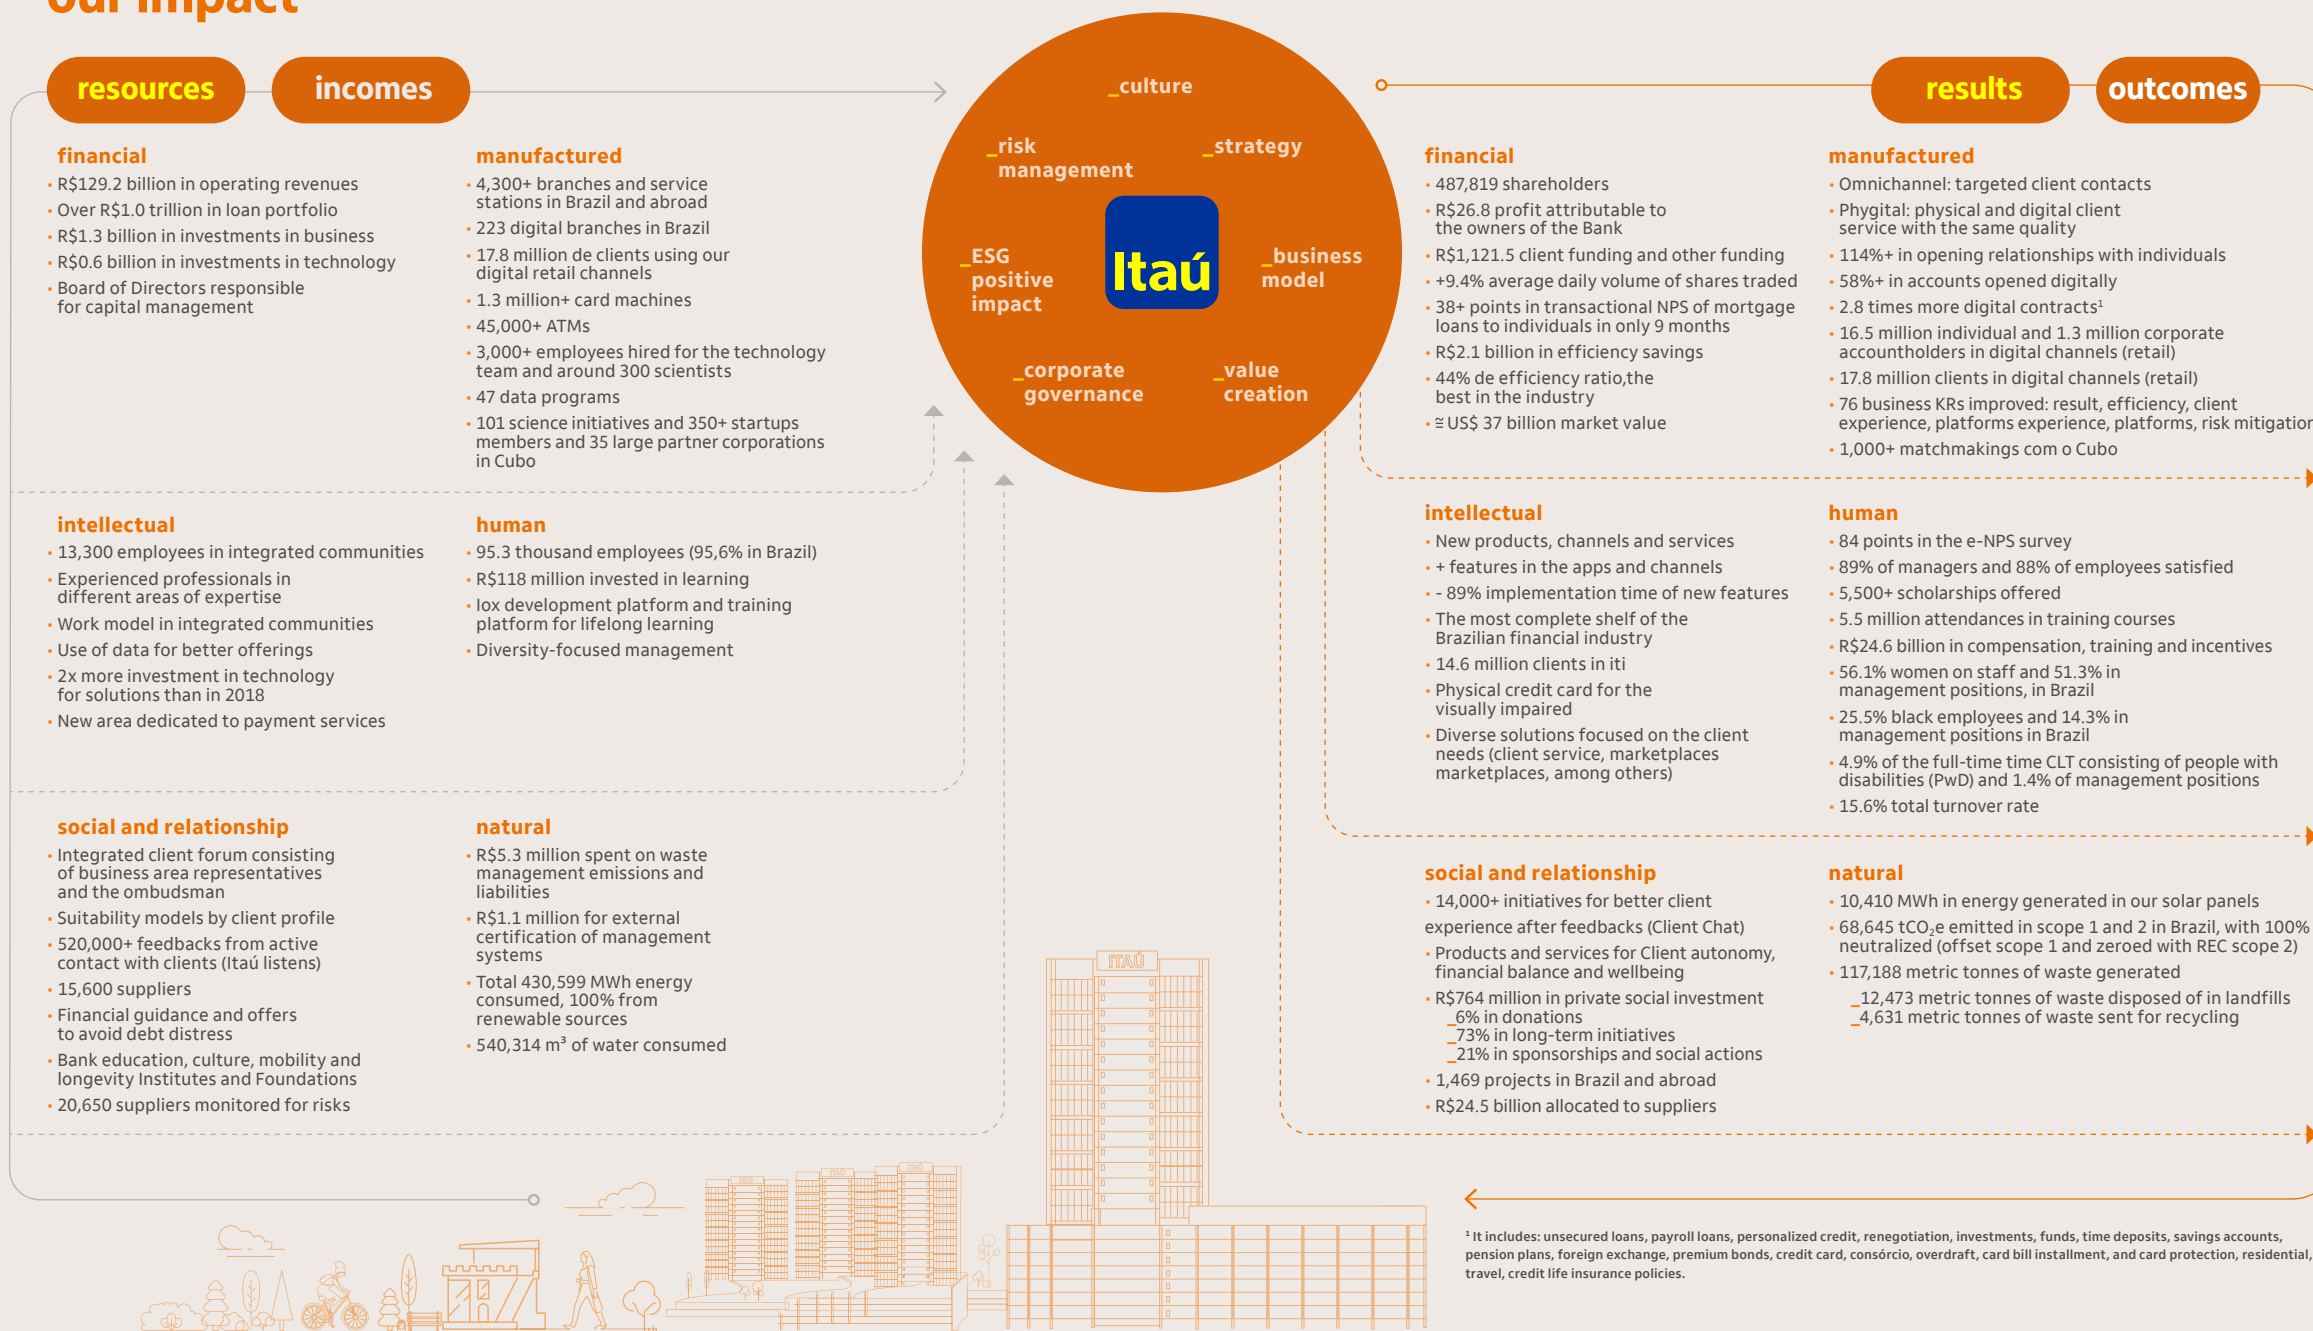 our impact
resources
incomes
financial
• R$129.2 billion in operating revenues
• Over R$1.0 trillion in loan portfolio
• R$1.3 billion in investments in business
• R$0.6 billion in investments in technology
• Board of Directors responsible
for capital management
manufactured
• 4,300+ branches and service
stations in Brazil and abroad
• 223 digital branches in Brazil
• 17.8 million de clients using our
digital retail channels
• 1.3 million+ card machines
• 45,000+ ATMs
• 3,000+ employees hired for the technology
team and around 300 scientists
• 47 data programs
• 101 science initiatives and 350+ startups
members and 35 large partner corporations
in Cubo
intellectual
• 13,300 employees in integrated communities
• Experienced professionals in
different areas of expertise
• Work model in integrated communities
• Use of data for better offerings
• 2x more investment in technology
for solutions than in 2018
• New area dedicated to payment services
human
• 95.3 thousand employees (95,6% in Brazil)
• R$118 million invested in learning
• Iox development platform and training
platform for lifelong learning
• Diversity-focused management
social and relationship
• Integrated client forum consisting
of business area representatives
and the ombudsman
• Suitability models by client profile
• 520,000+ feedbacks from active
contact with clients (Itaú listens)
• 15,600 suppliers
• Financial guidance and offers
to avoid debt distress
• Bank education, culture, mobility and
longevity Institutes and Foundations
• 20,650 suppliers monitored for risks
natural
• R$5.3 million spent on waste
management emissions and
liabilities
• R$1.1 million for external
certification of management
systems
• Total 430,599 MWh energy
consumed, 100% from
renewable sources
• 540,314 m³ of water consumed
_culture
_risk
management
_strategy
_ESG
positive
impact
Itaú
_business
model
_corporate
governance
_value
creation
results
outcomes
financial
• 487,819 shareholders
• R$26.8 profit attributable to
the owners of the Bank
• R$1,121.5 client funding and other funding
• +9.4% average daily volume of shares traded
• 38+ points in transactional NPS of mortgage
loans to individuals in only 9 months
• R$2.1 billion in efficiency savings
• 44% de efficiency ratio,the
best in the industry
• ≅ US$ 37 billion market value
manufactured
• Omnichannel: targeted client contacts
• Phygital: physical and digital client
service with the same quality
• 114%+ in opening relationships with individuals
• 58%+ in accounts opened digitally
• 2.8 times more digital contracts¹
• 16.5 million individual and 1.3 million corporate
accountholders in digital channels (retail)
• 17.8 million clients in digital channels (retail)
• 76 business KRs improved: result, efficiency, client
experience, platforms experience, platforms, risk mitigation
• 1,000+ matchmakings com o Cubo
intellectual
• New products, channels and services
• + features in the apps and channels
• - 89% implementation time of new features
• The most complete shelf of the
Brazilian financial industry
• 14.6 million clients in iti
• Physical credit card for the
visually impaired
• Diverse solutions focused on the client
needs (client service, marketplaces
marketplaces, among others)
human
• 84 points in the e-NPS survey
• 89% of managers and 88% of employees satisfied
• 5,500+ scholarships offered
• 5.5 million attendances in training courses
• R$24.6 billion in compensation, training and incentives
• 56.1% women on staff and 51.3% in
management positions, in Brazil
• 25.5% black employees and 14.3% in
management positions in Brazil
• 4.9% of the full-time time CLT consisting of people with
disabilities (PwD) and 1.4% of management positions
• 15.6% total turnover rate
social and relationship
• 14,000+ initiatives for better client
experience after feedbacks (Client Chat)
• Products and services for Client autonomy,
financial balance and wellbeing
• R$764 million in private social investment
_6% in donations
_73% in long-term initiatives
_21% in sponsorships and social actions
• 1,469 projects in Brazil and abroad
• R$24.5 billion allocated to suppliers
natural
• 10,410 MWh in energy generated in our solar panels
• 68,645 tCO₂e emitted in scope 1 and 2 in Brazil, with 100%
neutralized (offset scope 1 and zeroed with REC scope 2)
• 117,188 metric tonnes of waste generated
_12,473 metric tonnes of waste disposed of in landfills
_4,631 metric tonnes of waste sent for recycling
ITAÚ
ITAÚ
ITAÚ
ITAÚ
¹ It includes: unsecured loans, payroll loans, personalized credit, renegotiation, investments, funds, time deposits, savings accounts,
pension plans, foreign exchange, premium bonds, credit card, consórcio, overdraft, card bill installment, and card protection, residential,
travel, credit life insurance policies.